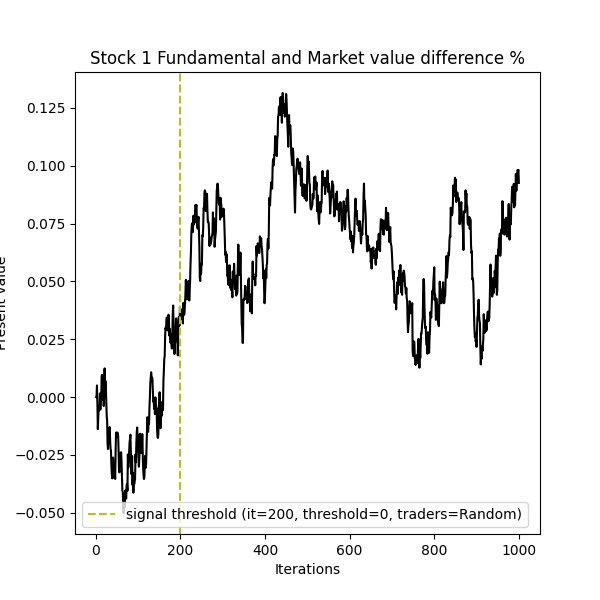 Stock 1 Fundamental and Market value difference %
0.125
0.100
0.075
0.050
0.025
0.000
−0.025
−0.050
Present value
signal threshold (it=200, threshold=0, traders=Random)
0 200 400 600 800 1000
Iterations